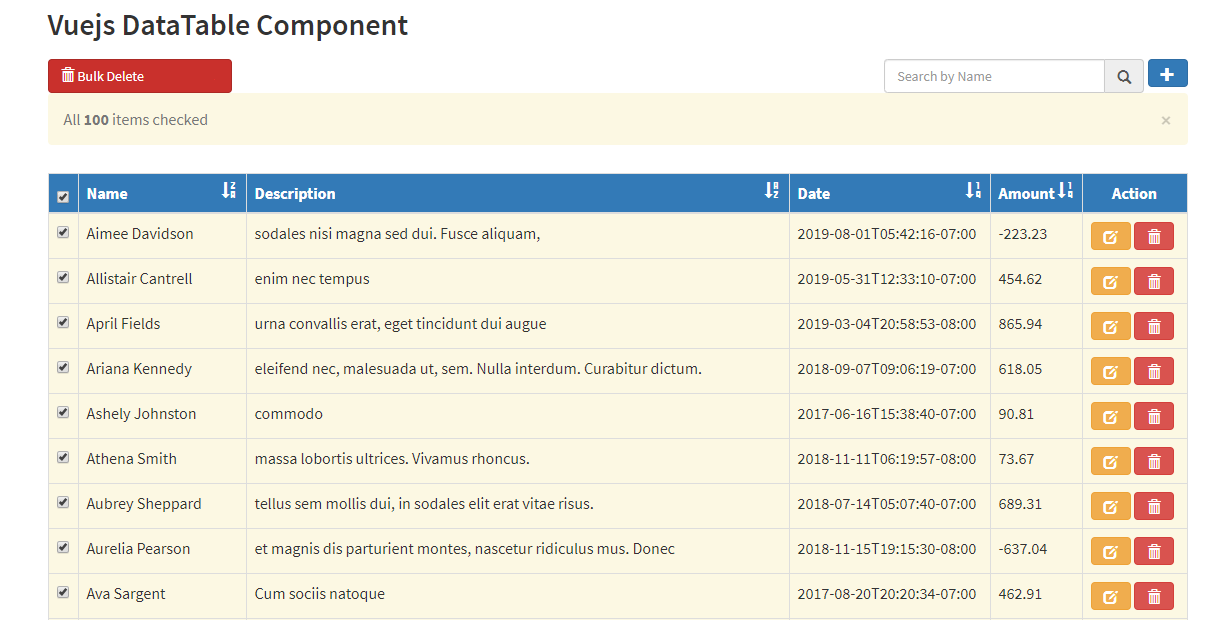 Vuejs DataTable Component
Bulk Delete
Search by Name
All 100 items checked
×
Name Description Date Amount Action
Aimee Davidson sodales nisi magna sed dui. Fusce aliquam, 2019-08-01T05:42:16-07:00 -223.23
Allistair Cantrell enim nec tempus 2019-05-31T12:33:10-07:00 454.62
April Fields urna convallis erat, eget tincidunt dui augue 2019-03-04T20:58:53-08:00 865.94
Ariana Kennedy eleifend nec, malesuada ut, sem. Nulla interdum. Curabitur dictum. 2018-09-07T09:06:19-07:00 618.05
Ashely Johnston commodo 2017-06-16T15:38:40-07:00 90.81
Athena Smith massa lobortis ultrices. Vivamus rhoncus. 2018-11-11T06:19:57-08:00 73.67
Aubrey Sheppard tellus sem mollis dui, in sodales elit erat vitae risus. 2018-07-14T05:07:40-07:00 689.31
Aurelia Pearson et magnis dis parturient montes, nascetur ridiculus mus. Donec 2018-11-15T19:15:30-08:00 -637.04
Ava Sargent Cum sociis natoque 2017-08-20T20:20:34-07:00 462.91